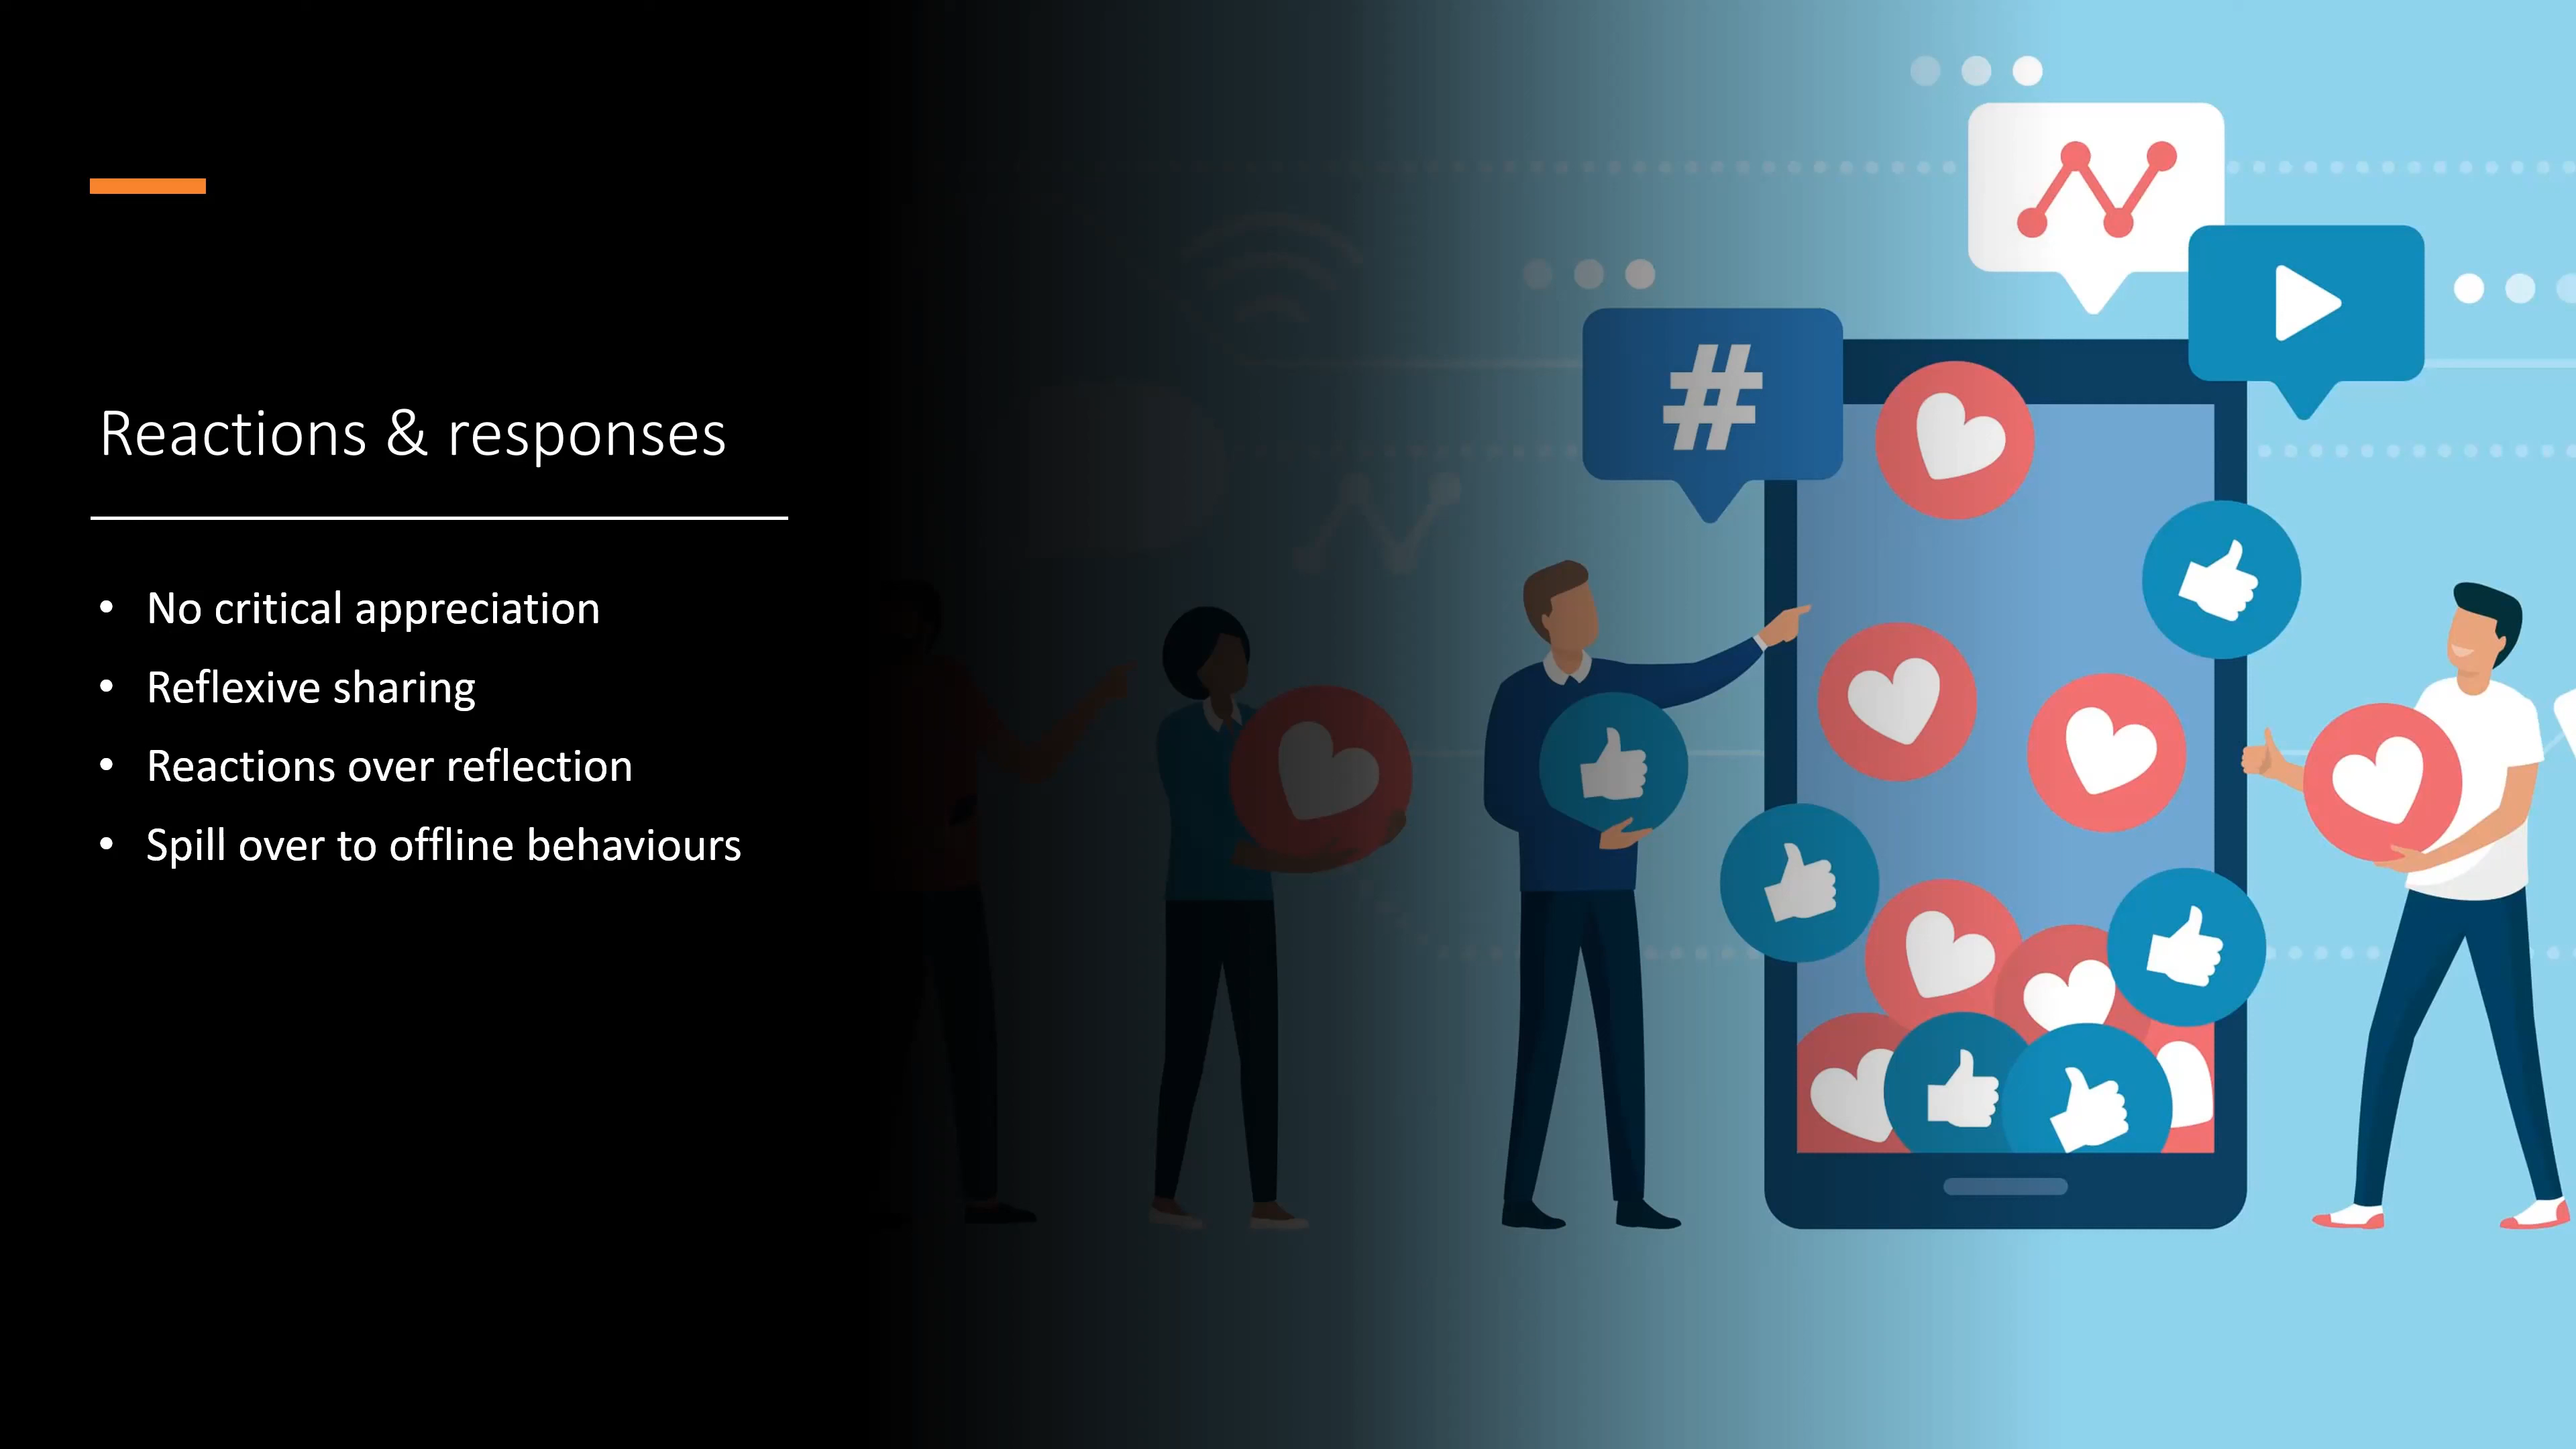 Reactions & responses
• No critical appreciation
• Reflexive sharing
• Reactions over reflection
• Spill over to offline behaviours
#